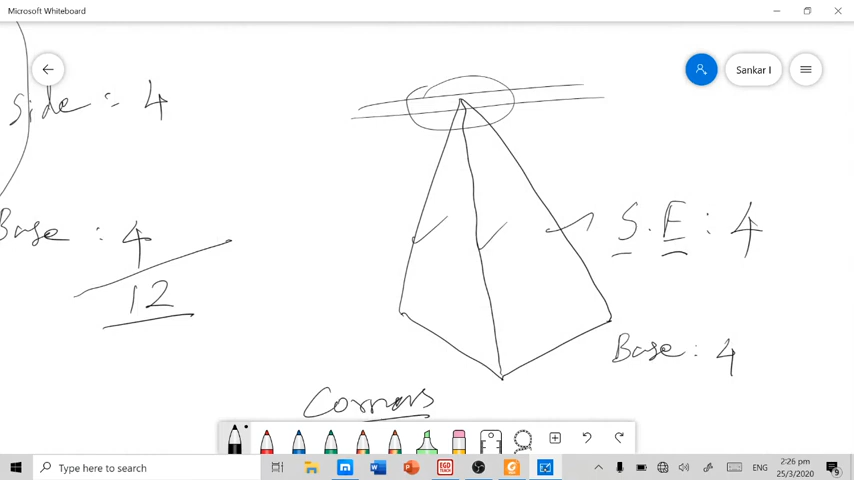 Microsoft Whiteboard
Sankar I
Side : 4
Base : 4
12
S.E : 4
Base : 4
Corners
Type here to search
ENG
2:26 pm
25/3/2020